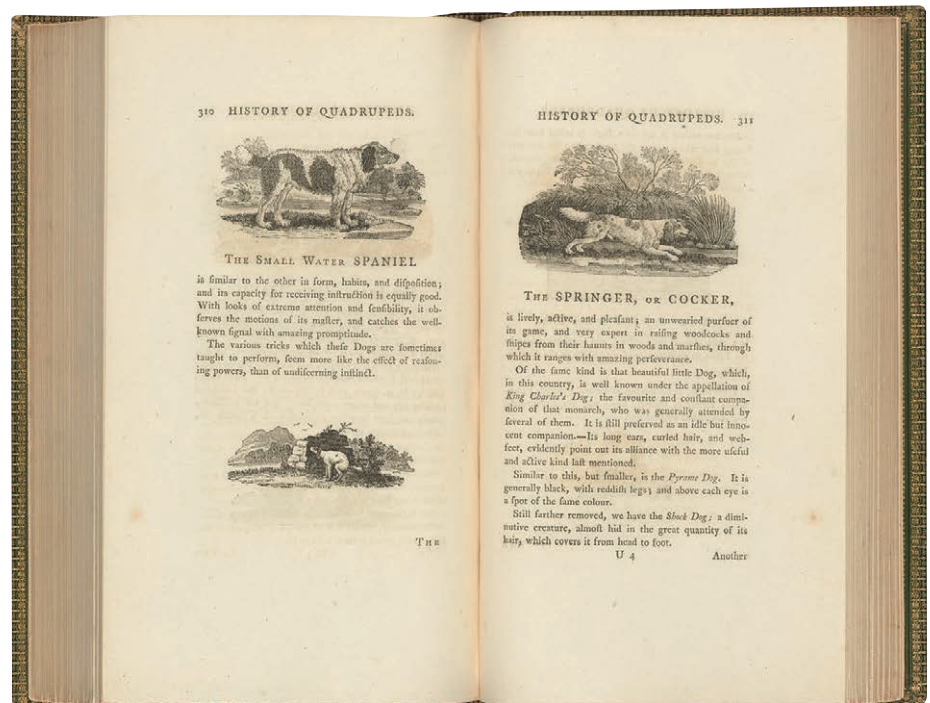 310 HISTORY OF QUADRUPEDS.
THE SMALL WATER SPANIEL
is ſimilar to the other in form, habits, and diſpoſition;
and its capacity for receiving inſtruction is equally good.
With looks of extreme attention and ſenſibility, it ob-
ſerves the motions of its maſter, and catches the well-
known ſignal with amazing promptitude.
The various tricks which theſe Dogs are ſometimes
taught to perform, ſeem more like the effect of reaſon-
ing powers, than of undiſcerning inſtinct.
THE
HISTORY OF QUADRUPEDS. 311
THE SPRINGER, OR COCKER,
is lively, active, and pleaſant; an unwearied purſuer of
its game, and very expert in raiſing woodcocks and
ſnipes from their haunts in woods and marſhes, through
which it ranges with amazing perſeverance.
Of the ſame kind is that beautiful little Dog, which,
in this country, is well known under the appellation of
King Charles's Dog; the favourite and conſtant compa-
nion of that monarch, who was generally attended by
ſeveral of them. It is ſtill preſerved as an idle but inno-
cent companion.—Its long ears, curled hair, and web-
feet, evidently point out its alliance with the more uſeful
and active kind laſt mentioned.
Similar to this, but ſmaller, is the Pyrame Dog. It is
generally black, with reddiſh legs; and above each eye is
a ſpot of the ſame colour.
Still farther removed, we have the Shock Dog; a dimi-
nutive creature, almoſt hid in the great quantity of its
hair, which covers it from head to foot.
U 4 Another